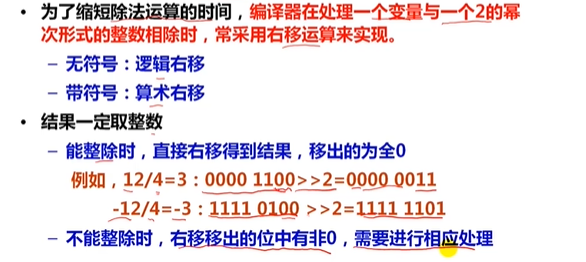 • 为了缩短除法运算的时间，编译器在处理一个变量与一个2的幂
次形式的整数相除时，常采用右移运算来实现。
– 无符号：逻辑右移
– 带符号：算术右移
• 结果一定取整数
– 能整除时，直接右移得到结果，移出的为全0
例如，12/4=3：0000 1100>>2=0000 0011
-12/4=-3：1111 0100 >>2=1111 1101
– 不能整除时，右移移出的位中有非0，需要进行相应处理